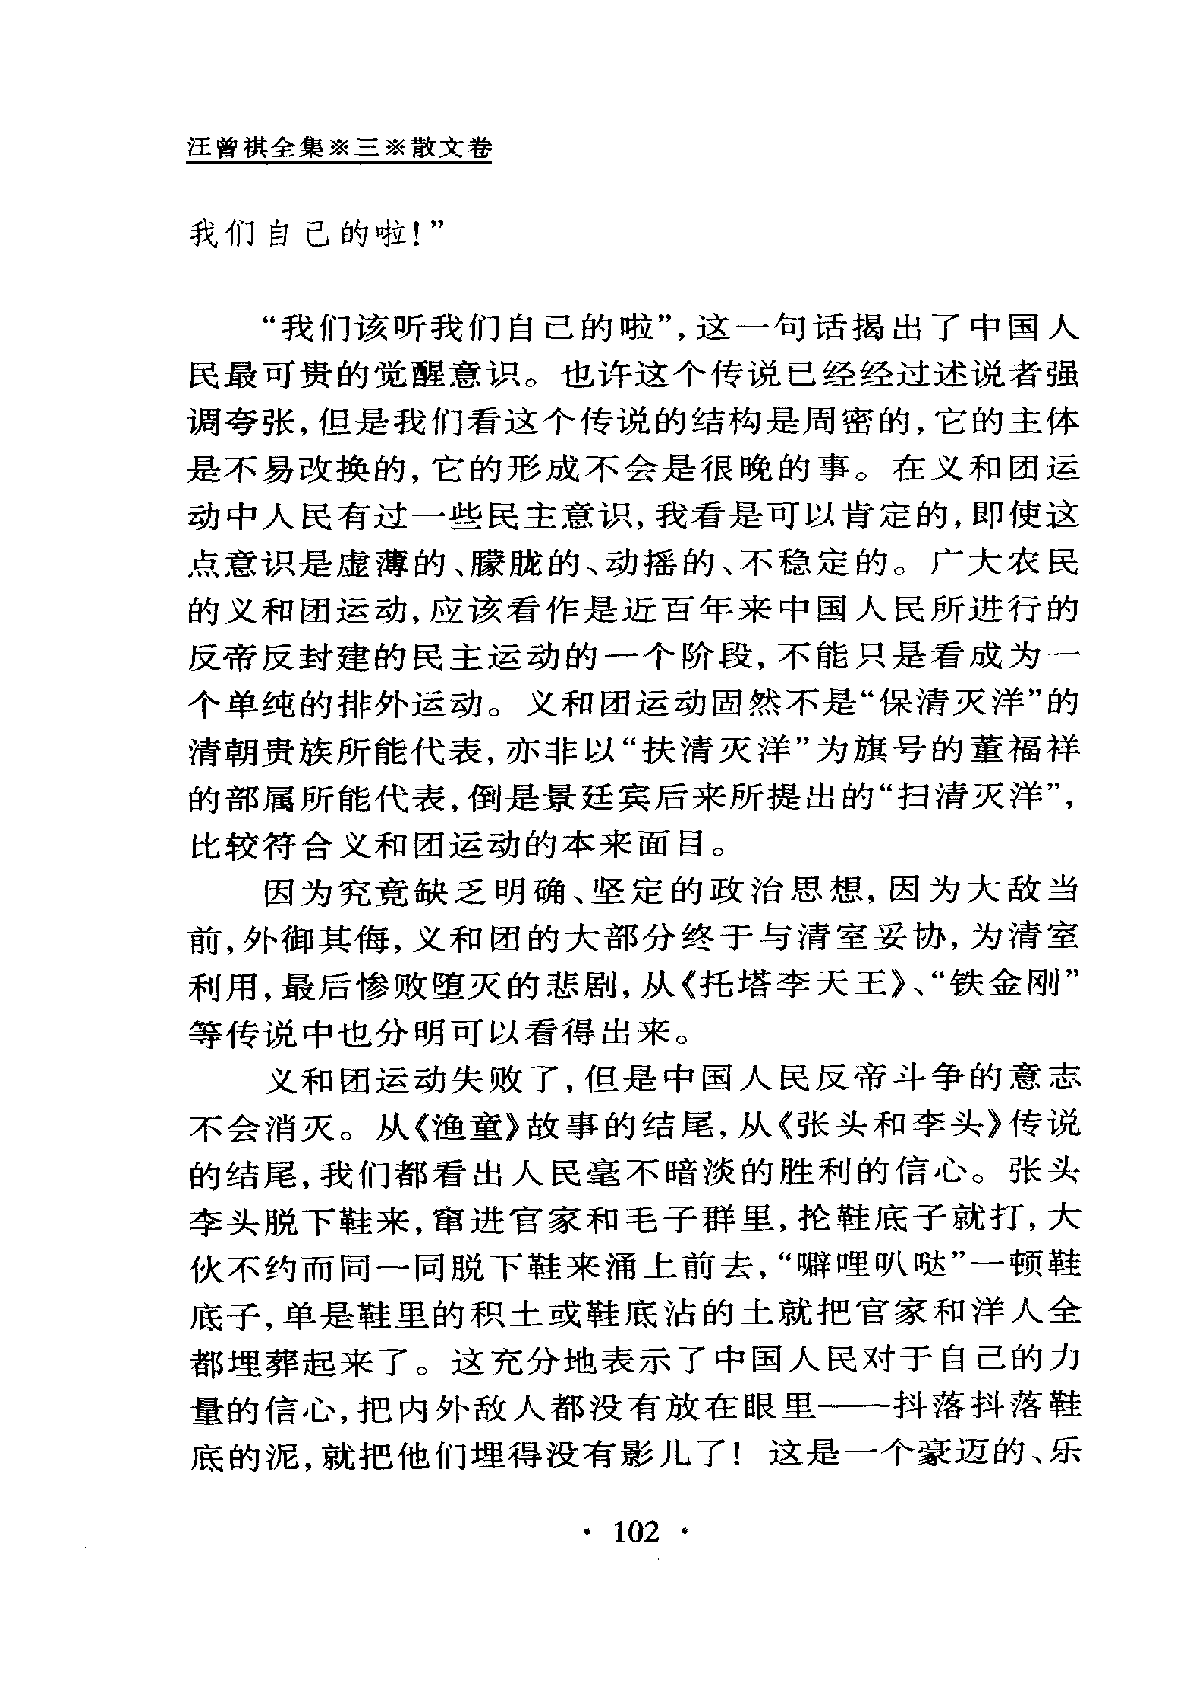 汪曾祺全集※三※散文卷
我们自己的啦!”
“我们该听我们自己的啦”,这一句话揭出了中国人
民最可贵的觉醒意识。也许这个传说已经经过述说者强
调夸张,但是我们看这个传说的结构是周密的,它的主体
是不易改换的,它的形成不会是很晚的事。在义和团运
动中人民有过一些民主意识,我看是可以肯定的,即使这
点意识是虚薄的、朦胧的、动摇的、不稳定的。广大农民
的义和团运动,应该看作是近百年来中国人民所进行的
反帝反封建的民主运动的一个阶段,不能只是看成为一
个单纯的排外运动。义和团运动固然不是“保清灭洋”的
清朝贵族所能代表,亦非以“扶清灭洋”为旗号的董福祥
的部属所能代表,倒是景廷宾后来所提出的“扫清灭洋”,
比较符合义和团运动的本来面目。
因为究竟缺乏明确、坚定的政治思想,因为大敌当
前,外御其侮,义和团的大部分终于与清室妥协,为清室
利用,最后惨败堕灭的悲剧,从《托塔李天王》、“铁金刚”
等传说中也分明可以看得出来。
义和团运动失败了,但是中国人民反帝斗争的意志
不会消灭。从《渔童》故事的结尾,从《张头和李头》传说
的结尾,我们都看出人民毫不暗淡的胜利的信心。张头
李头脱下鞋来,窜进官家和毛子群里,抡鞋底子就打,大
伙不约而同一同脱下鞋来涌上前去,“噼哩叭哒”一顿鞋
底子,单是鞋里的积土或鞋底沾的土就把官家和洋人全
都埋葬起来了。这充分地表示了中国人民对于自己的力
量的信心,把内外敌人都没有放在眼里——抖落抖落鞋
底的泥,就把他们埋得没有影儿了! 这是一个豪迈的、乐
· 102 ·